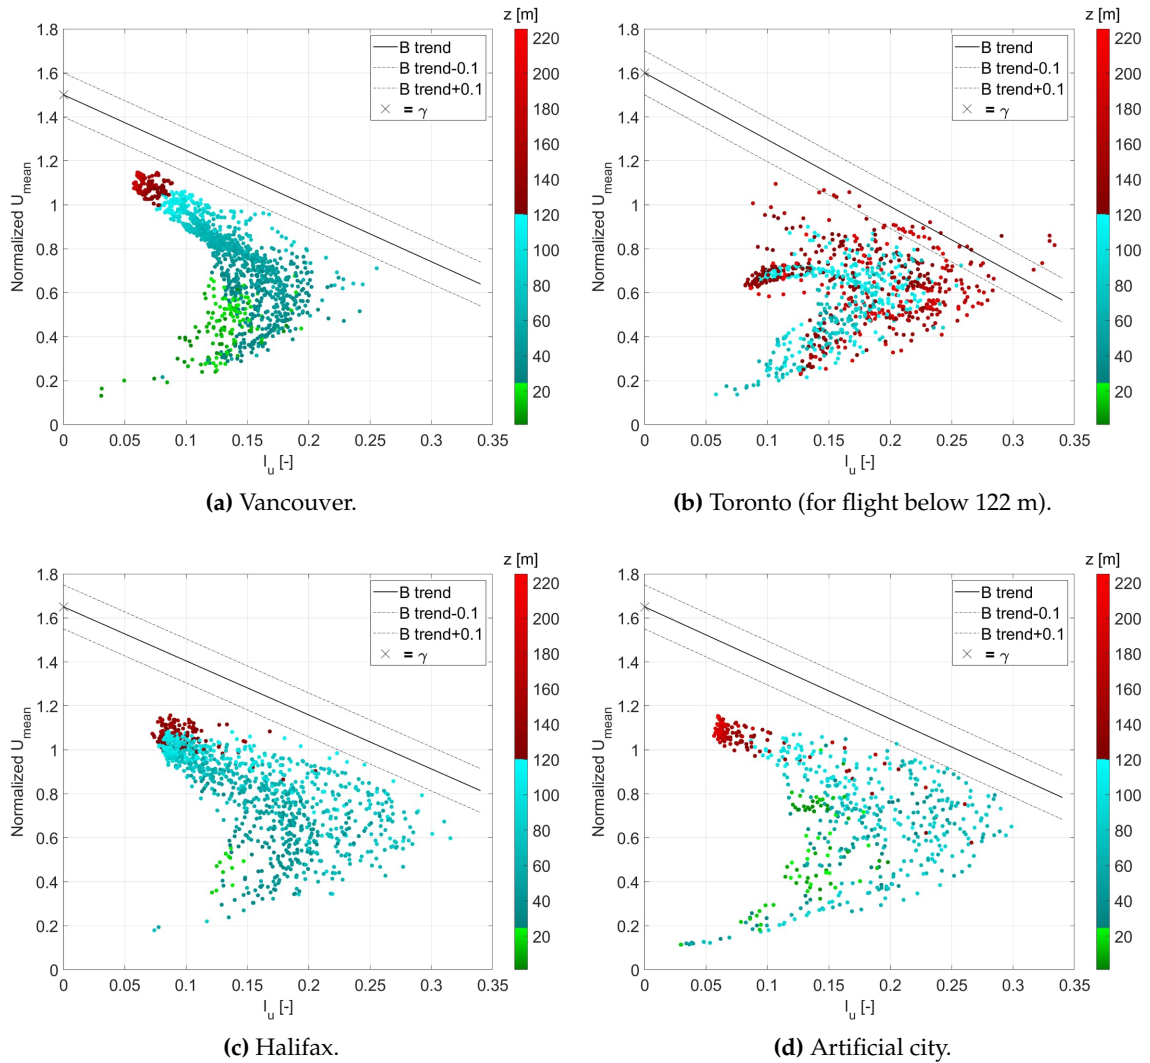 z [m]
1.8
1.6
1.4
1.2
1
0.8
0.6
0.4
0.2
0
Normalized U_mean
B trend
B trend-0.1
B trend+0.1
= γ
220
200
180
160
140
120
100
80
60
40
20
0 0.05 0.1 0.15 0.2 0.25 0.3 0.35
I_u [-]
(a) Vancouver.
z [m]
1.8
1.6
1.4
1.2
1
0.8
0.6
0.4
0.2
0
Normalized U_mean
B trend
B trend-0.1
B trend+0.1
= γ
220
200
180
160
140
120
100
80
60
40
20
0 0.05 0.1 0.15 0.2 0.25 0.3 0.35
I_u [-]
(b) Toronto (for flight below 122 m).
z [m]
1.8
1.6
1.4
1.2
1
0.8
0.6
0.4
0.2
0
Normalized U_mean
B trend
B trend-0.1
B trend+0.1
= γ
220
200
180
160
140
120
100
80
60
40
20
0 0.05 0.1 0.15 0.2 0.25 0.3 0.35
I_u [-]
(c) Halifax.
z [m]
1.8
1.6
1.4
1.2
1
0.8
0.6
0.4
0.2
0
Normalized U_mean
B trend
B trend-0.1
B trend+0.1
= γ
220
200
180
160
140
120
100
80
60
40
20
0 0.05 0.1 0.15 0.2 0.25 0.3 0.35
I_u [-]
(d) Artificial city.